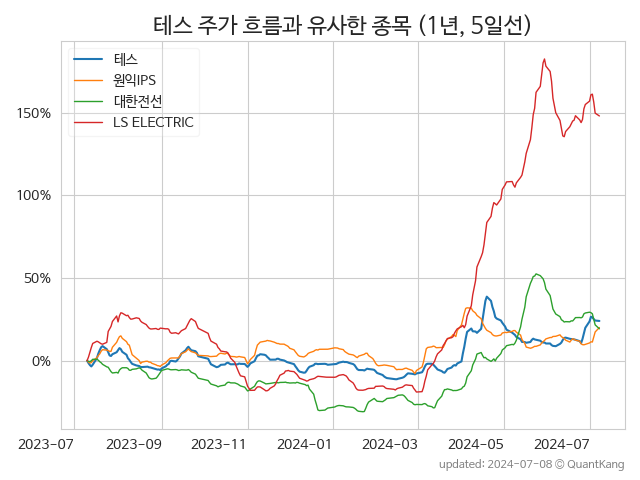 테스 주가 흐름과 유사한 종목 (1년, 5일선)
테스
원익IPS
대한전선
LS ELECTRIC
150%
100%
50%
0%
2023-07 2023-09 2023-11 2024-01 2024-03 2024-05 2024-07
updated: 2024-07-08 © QuantKang